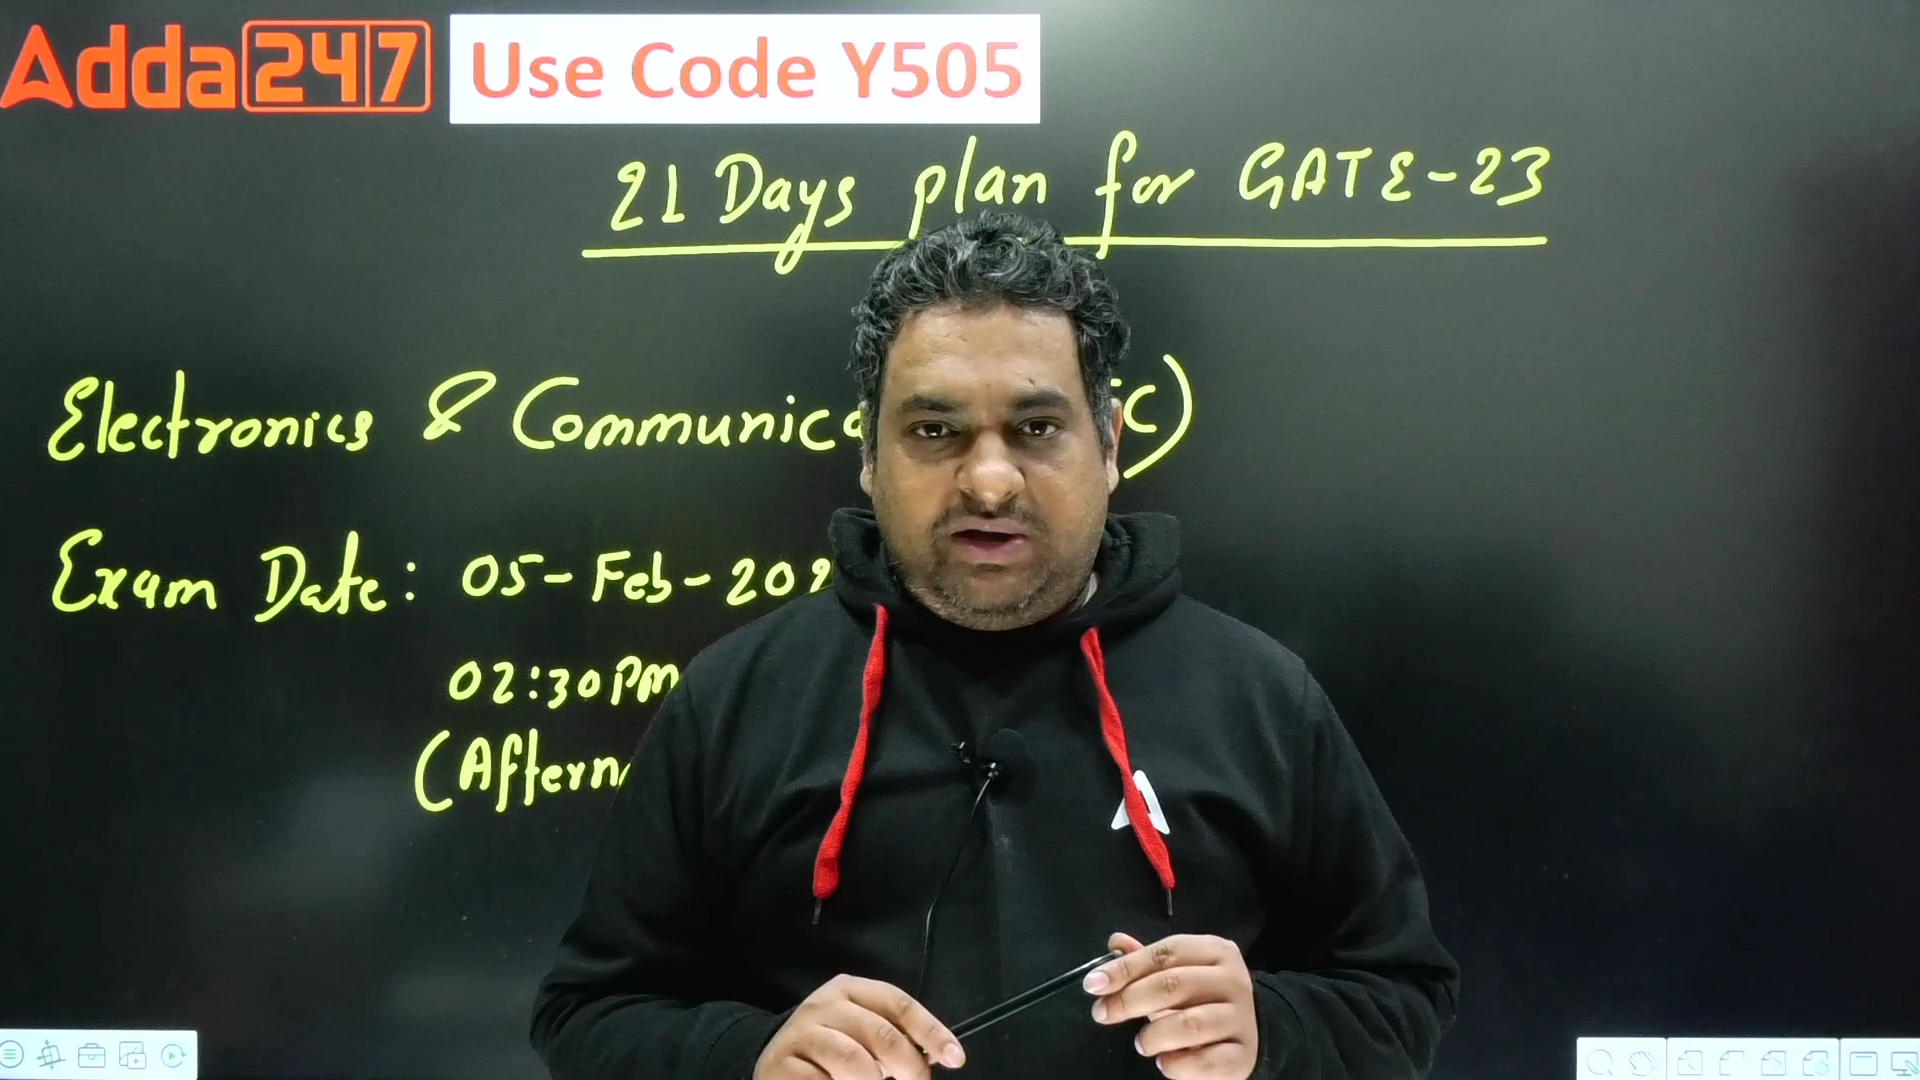 Adda247 Use Code Y505
21 Days plan for GATE-23
Electronics & Communica
Exam Date: 05-Feb-202
02:30PM
(Aftern